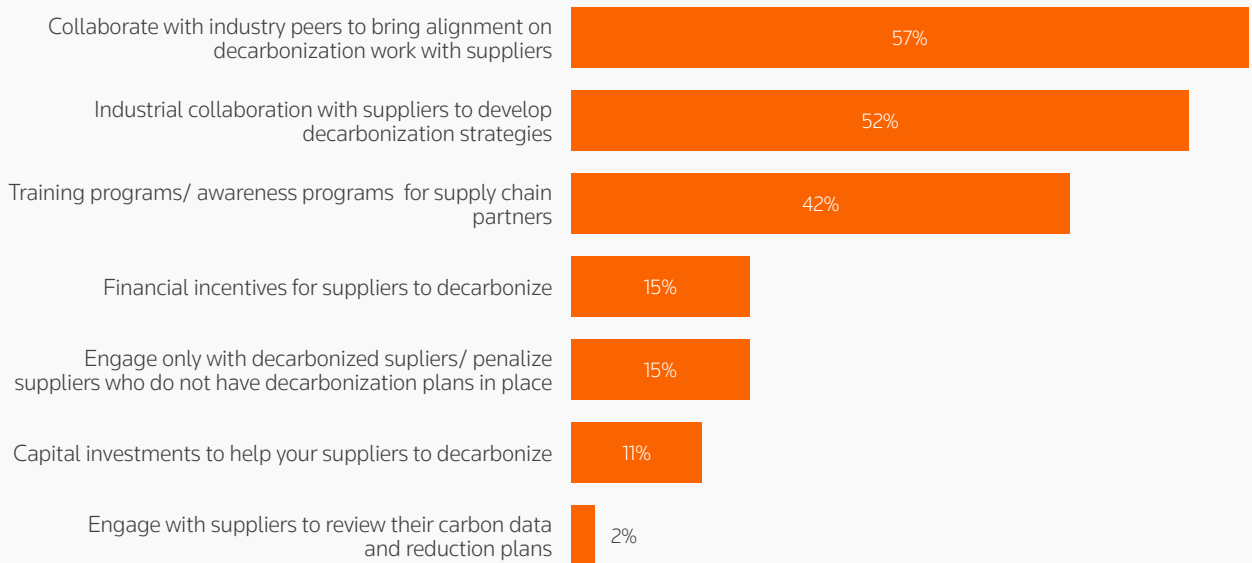 Collaborate with industry peers to bring alignment on
decarbonization work with suppliers
57%
Industrial collaboration with suppliers to develop
decarbonization strategies
52%
Training programs/ awareness programs  for supply chain
partners
42%
Financial incentives for suppliers to decarbonize
15%
Engage only with decarbonized supliers/ penalize
suppliers who do not have decarbonization plans in place
15%
Capital investments to help your suppliers to decarbonize
11%
Engage with suppliers to review their carbon data
and reduction plans
2%